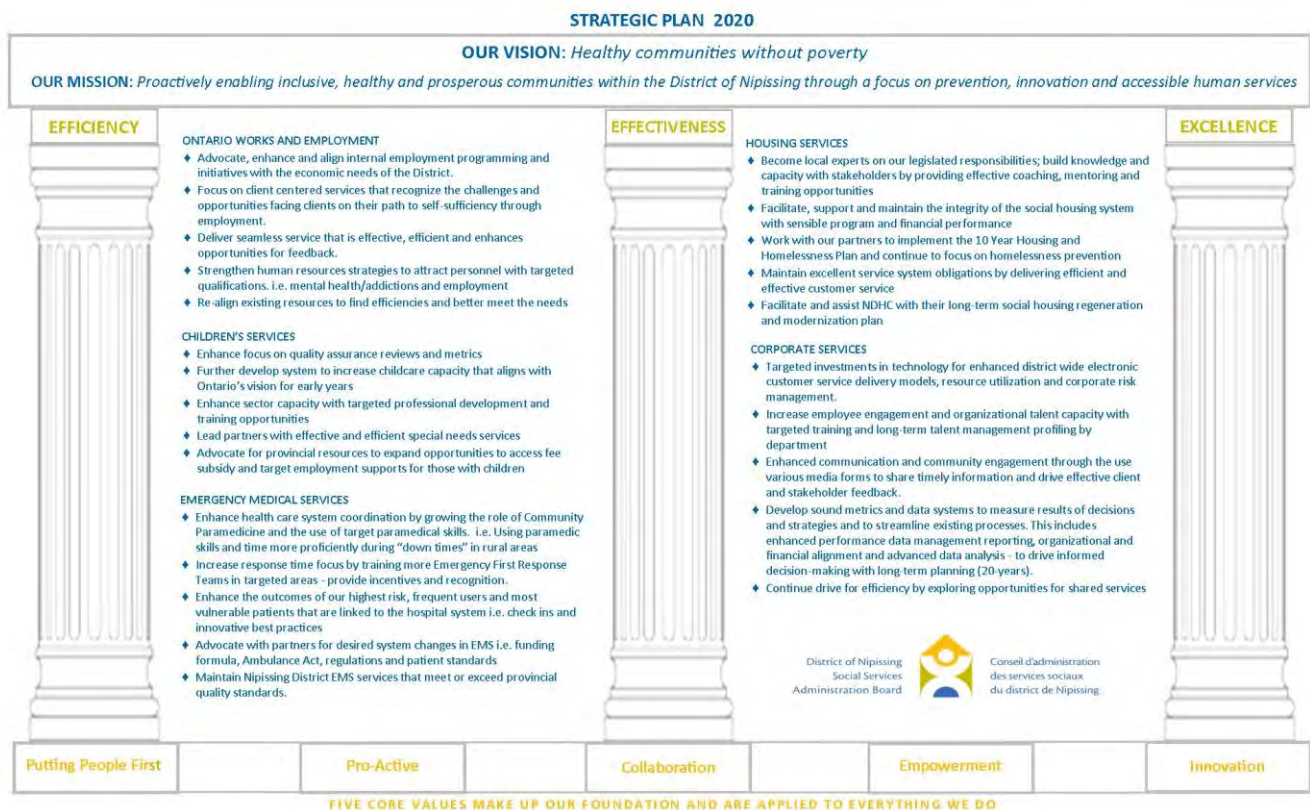 STRATEGIC PLAN 2020
OUR VISION: Healthy communities without poverty
OUR MISSION: Proactively enabling inclusive, healthy and prosperous communities within the District of Nipissing through a focus on prevention, innovation and accessible human services
EFFICIENCY
ONTARIO WORKS AND EMPLOYMENT
♦ Advocate, enhance and align internal employment programming and
initiatives with the economic needs of the District.
♦ Focus on client centered services that recognize the challenges and
opportunities facing clients on their path to self-sufficiency through
employment.
♦ Deliver seamless service that is effective, efficient and enhances
opportunities for feedback.
♦ Strengthen human resources strategies to attract personnel with targeted
qualifications. i.e. mental health/addictions and employment
♦ Re-align existing resources to find efficiencies and better meet the needs
CHILDREN'S SERVICES
♦ Enhance focus on quality assurance reviews and metrics
♦ Further develop system to increase childcare capacity that aligns with
Ontario's vision for early years
♦ Enhance sector capacity with targeted professional development and
training opportunities
♦ Lead partners with effective and efficient special needs services
♦ Advocate for provincial resources to expand opportunities to access fee
subsidy and target employment supports for those with children
EMERGENCY MEDICAL SERVICES
♦ Enhance health care system coordination by growing the role of Community
Paramedicine and the use of target paramedical skills. i.e. Using paramedic
skills and time more proficiently during "down times" in rural areas
♦ Increase response time focus by training more Emergency First Response
Teams in targeted areas - provide incentives and recognition.
♦ Enhance the outcomes of our highest risk, frequent users and most
vulnerable patients that are linked to the hospital system i.e. check ins and
innovative best practices
♦ Advocate with partners for desired system changes in EMS i.e. funding
formula, Ambulance Act, regulations and patient standards
♦ Maintain Nipissing District EMS services that meet or exceed provincial
quality standards.
EFFECTIVENESS
HOUSING SERVICES
♦ Become local experts on our legislated responsibilities; build knowledge and
capacity with stakeholders by providing effective coaching, mentoring and
training opportunities
♦ Facilitate, support and maintain the integrity of the social housing system
with sensible program and financial performance
♦ Work with our partners to implement the 10 Year Housing and
Homelessness Plan and continue to focus on homelessness prevention
♦ Maintain excellent service system obligations by delivering efficient and
effective customer service
♦ Facilitate and assist NDHC with their long-term social housing regeneration
and modernization plan
CORPORATE SERVICES
♦ Targeted investments in technology for enhanced district wide electronic
customer service delivery models, resource utilization and corporate risk
management.
♦ Increase employee engagement and organizational talent capacity with
targeted training and long-term talent management profiling by
department
♦ Enhanced communication and community engagement through the use
various media forms to share timely information and drive effective client
and stakeholder feedback.
♦ Develop sound metrics and data systems to measure results of decisions
and strategies and to streamline existing processes. This includes
enhanced performance data management reporting, organizational and
financial alignment and advanced data analysis - to drive informed
decision-making with long-term planning (20-years).
♦ Continue drive for efficiency by exploring opportunities for shared services
District of Nipissing
Social Services
Administration Board
Conseil d'administration
des services sociaux
du district de Nipissing
EXCELLENCE
Putting People First
Pro-Active
Collaboration
Empowerment
Innovation
FIVE CORE VALUES MAKE UP OUR FOUNDATION AND ARE APPLIED TO EVERYTHING WE DO